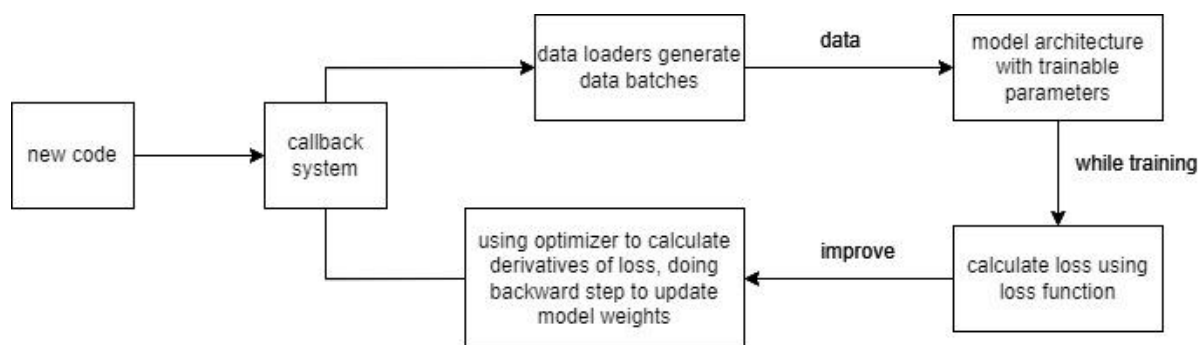 new code
callback
system
data loaders generate
data batches
data
model architecture
with trainable
parameters
while training
calculate loss using
loss function
improve
using optimizer to calculate
derivatives of loss, doing
backward step to update
model weights